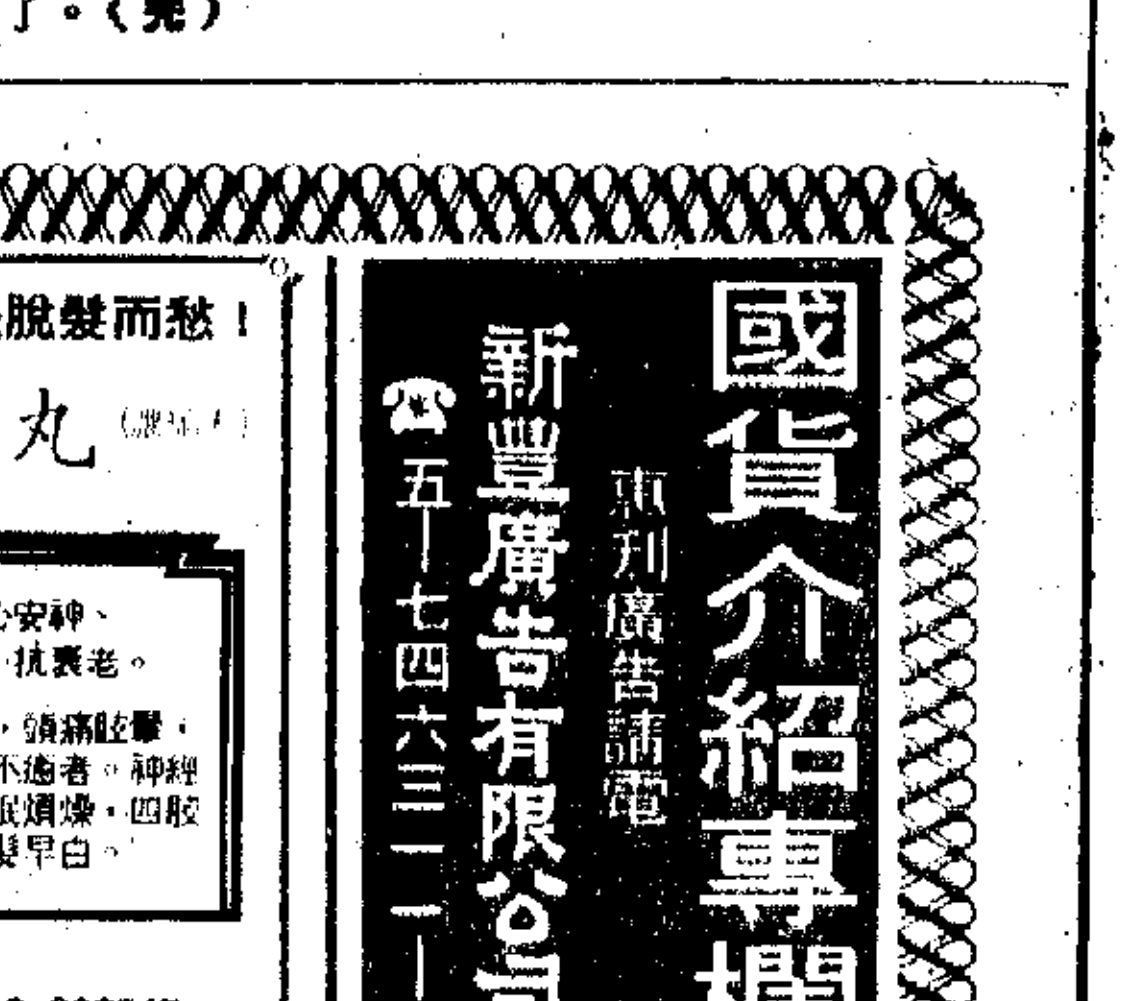 了。（完）
國貨介紹專欄
刊廣告請電
新豐廣告有限公司
☎五—七四六三一一—
脫髮而愁！
丸
安神、
抗衰老。
，頭痛眩暈，
不癒者。神經
眠煩燥，四肢
髮早白。